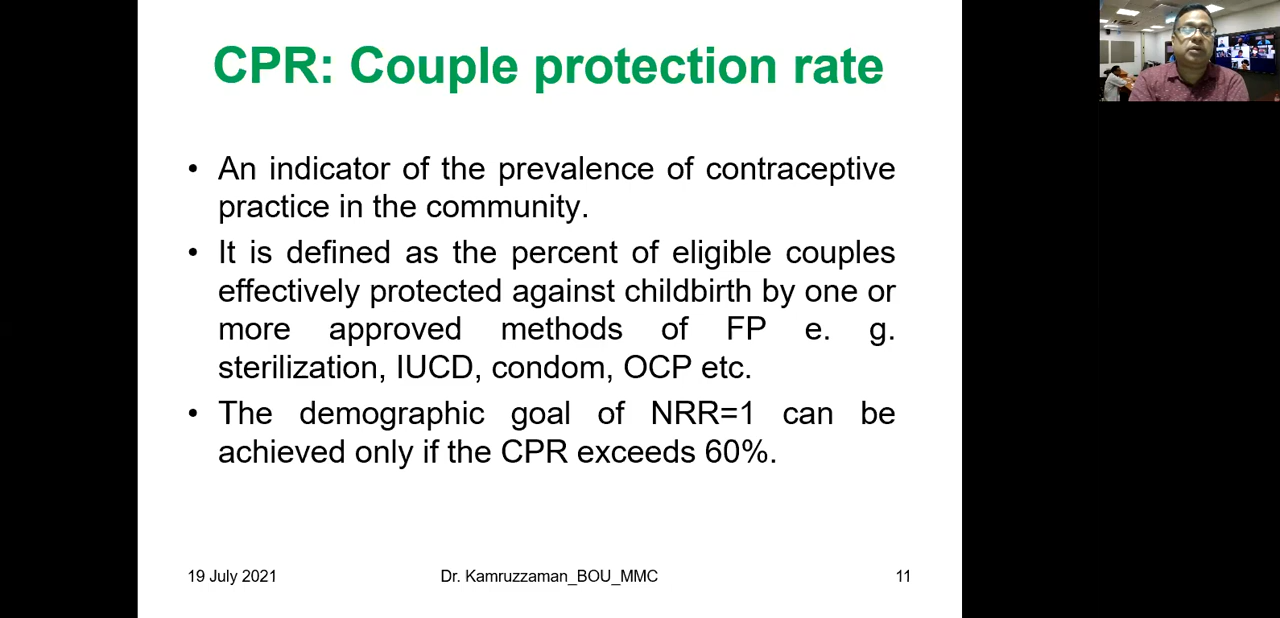 CPR: Couple protection rate
• An indicator of the prevalence of contraceptive
practice in the community.
• It is defined as the percent of eligible couples
effectively protected against childbirth by one or
more approved methods of FP e. g.
sterilization, IUCD, condom, OCP etc.
• The demographic goal of NRR=1 can be
achieved only if the CPR exceeds 60%.
19 July 2021
Dr. Kamruzzaman_BOU_MMC
11